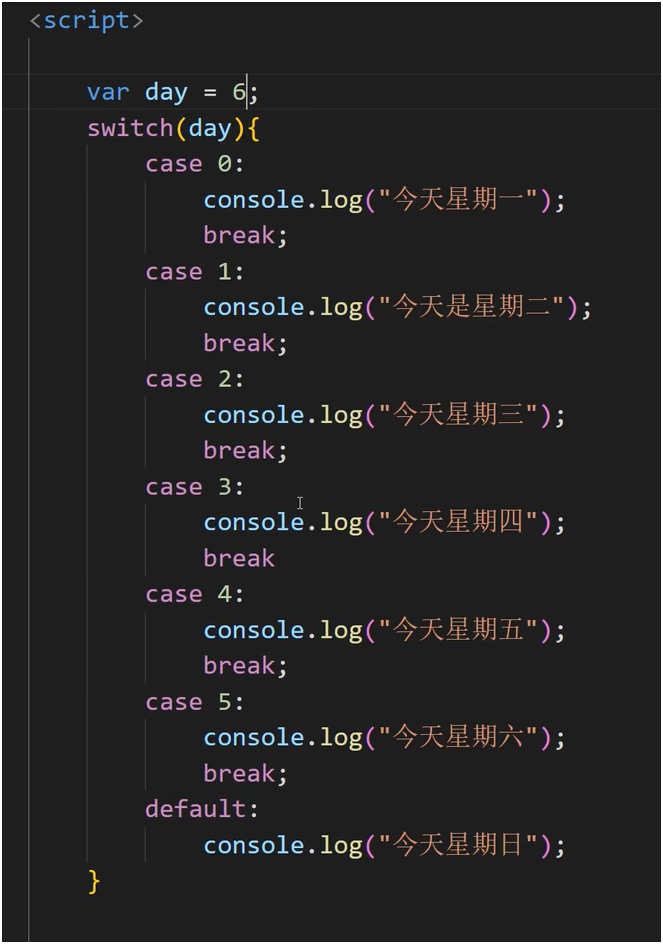 <script>
var day = 6;
switch(day){
case 0:
console.log("今天星期一");
break;
case 1:
console.log("今天是星期二");
break;
case 2:
console.log("今天星期三");
break;
case 3:
console.log("今天星期四");
break
case 4:
console.log("今天星期五");
break;
case 5:
console.log("今天星期六");
break;
default:
console.log("今天星期日");
}